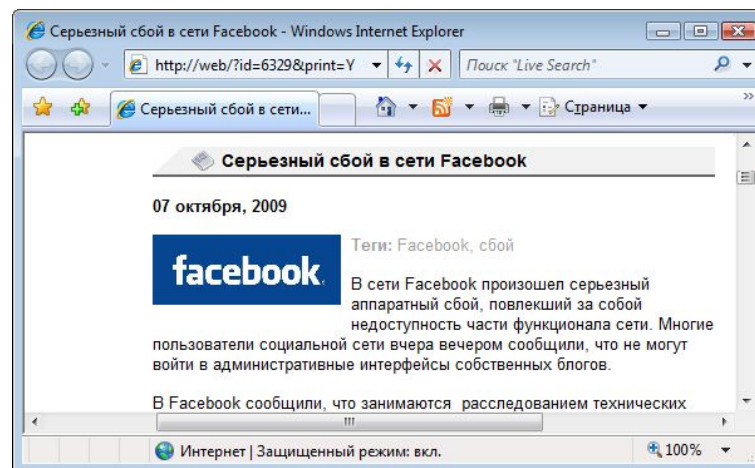 Серьезный сбой в сети Facebook - Windows Internet Explorer
http://web/?id=6329&print=Y
Поиск "Live Search"
Серьезный сбой в сети...
Страница
»
Серьезный сбой в сети Facebook
07 октября, 2009
facebook
Теги: Facebook, сбой
В сети Facebook произошел серьезный
аппаратный сбой, повлекший за собой
недоступность части функционала сети. Многие
пользователи социальной сети вчера вечером сообщили, что не могут
войти в административные интерфейсы собственных блогов.
В Facebook сообщили, что занимаются расследованием технических
Интернет | Защищенный режим: вкл.
100%